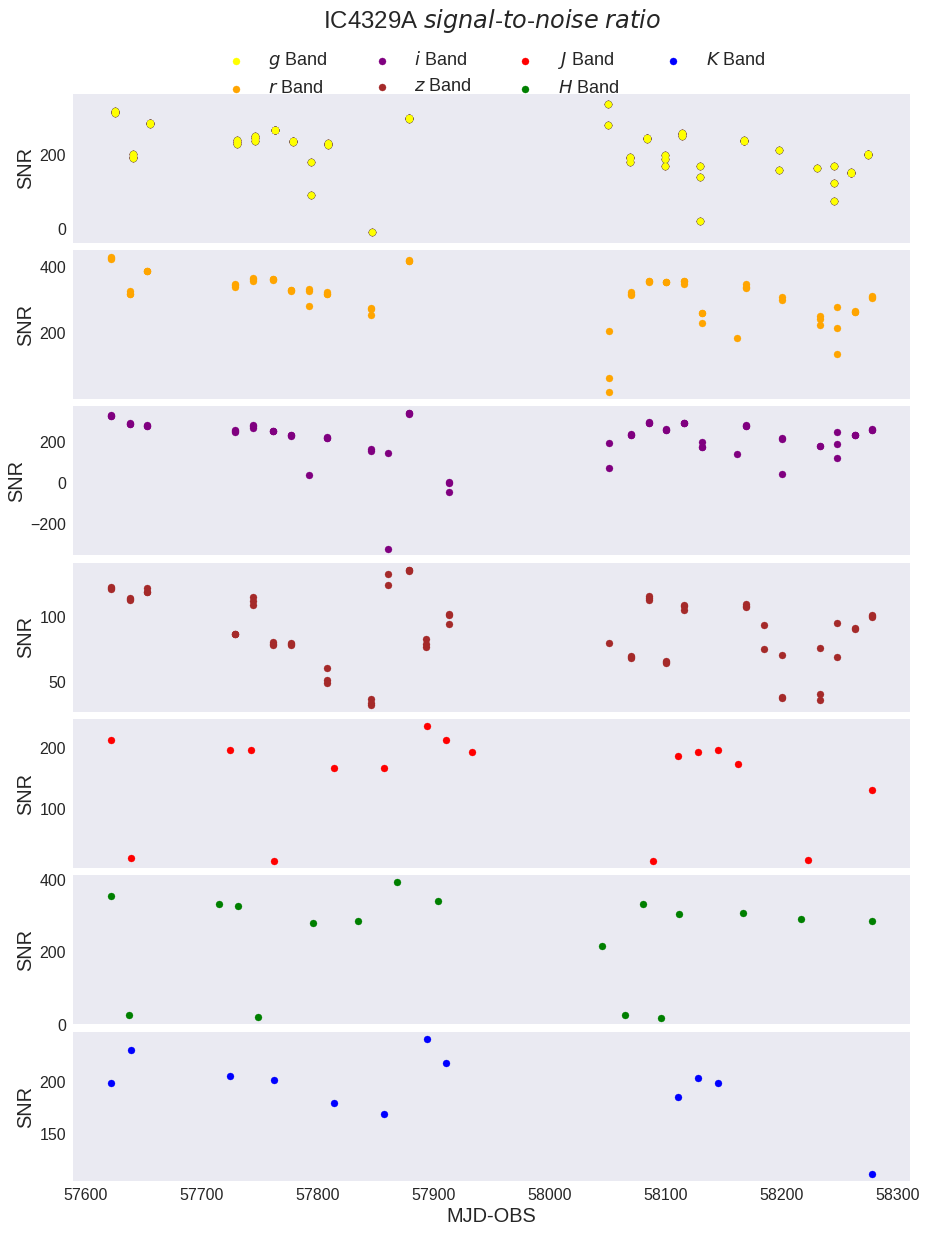 IC4329A signal-to-noise ratio
g Band i Band J Band K Band
r Band z Band H Band
SNR
200
0
SNR
400
200
SNR
200
0
−200
SNR
100
50
SNR
200
100
SNR
400
200
0
SNR
200
150
57600 57700 57800 57900 58000 58100 58200 58300
MJD-OBS